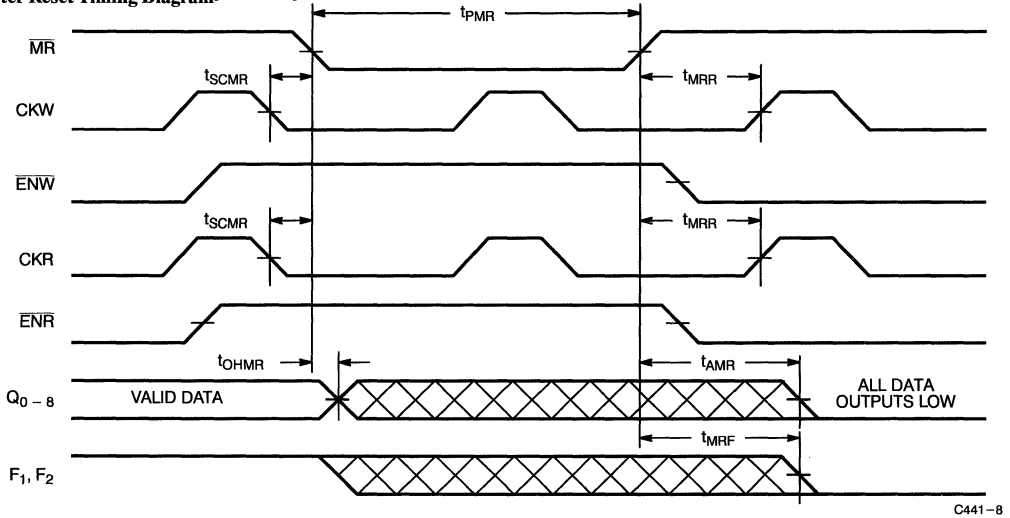 ter Reset Timing Diagram
tPMR
MR
tSCMR
tMRR
CKW
ENW
tSCMR
tMRR
CKR
ENR
tOHMR
tAMR
Q0 – 8
VALID DATA
ALL DATA
OUTPUTS LOW
tMRF
F1, F2
C441–8